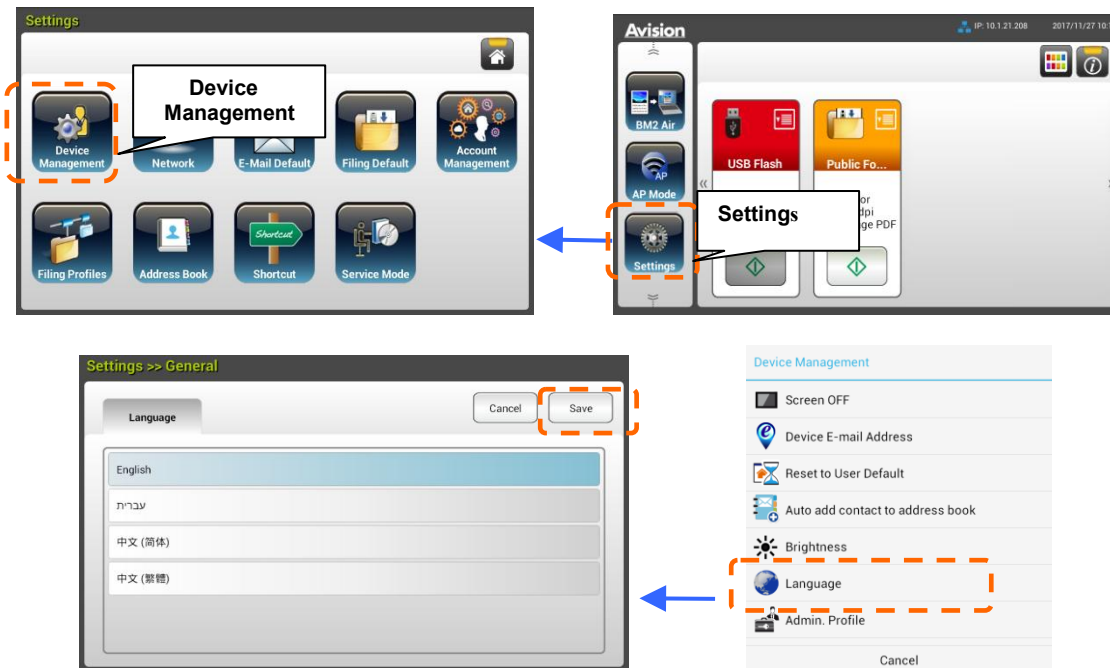 Settings
Device
Management
Device
Management
Network
E-Mail Default
Filing Default
Account
Management
Filing Profiles
Address Book
Shortcut
Shortcut
Service Mode
Avision
IP: 10.1.21.208
2017/11/27 10:
BM2 Air
AP
AP Mode
Settings
USB Flash
Public Fo...
Settings
or
dpi
ge PDF
Settings >> General
Language
Cancel
Save
English
עברית
中文 (简体)
中文 (繁體)
Device Management
Screen OFF
Device E-mail Address
Reset to User Default
Auto add contact to address book
Brightness
Language
Admin. Profile
Cancel